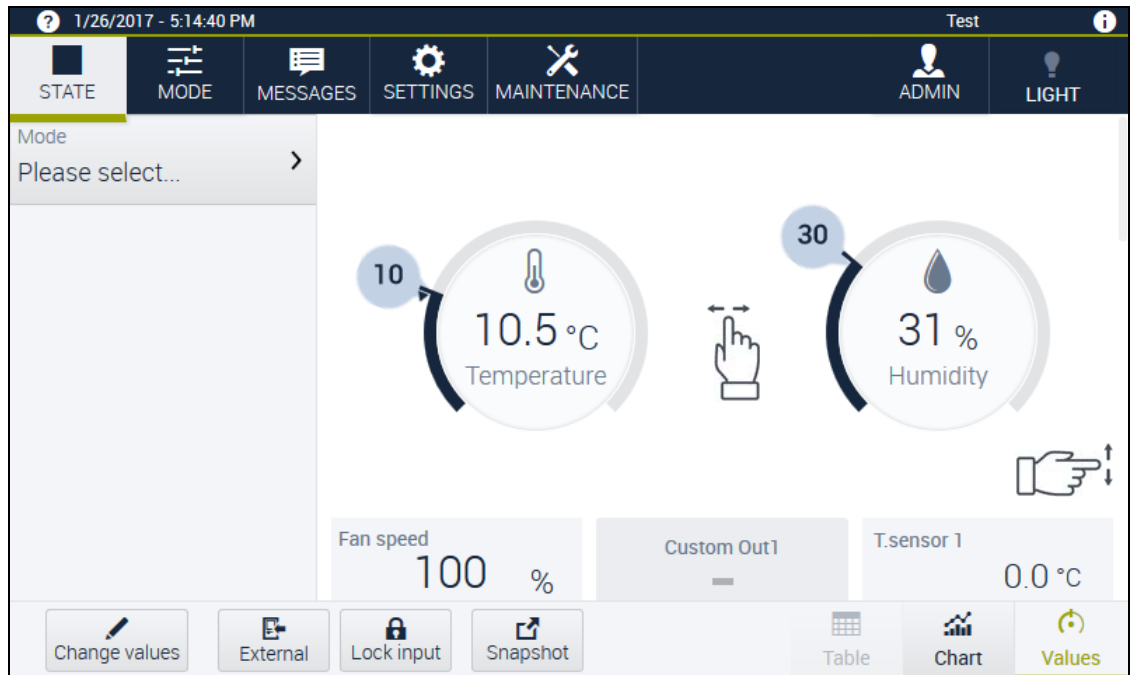 ? 1/26/2017 - 5:14:40 PM Test i
STATE MODE MESSAGES SETTINGS MAINTENANCE ADMIN LIGHT
Mode
Please select...
10
10.5 °C
Temperature
30
31 %
Humidity
Fan speed
100 %
Custom Out1
–
T.sensor 1
0.0 °C
Change values External Lock input Snapshot Table Chart Values